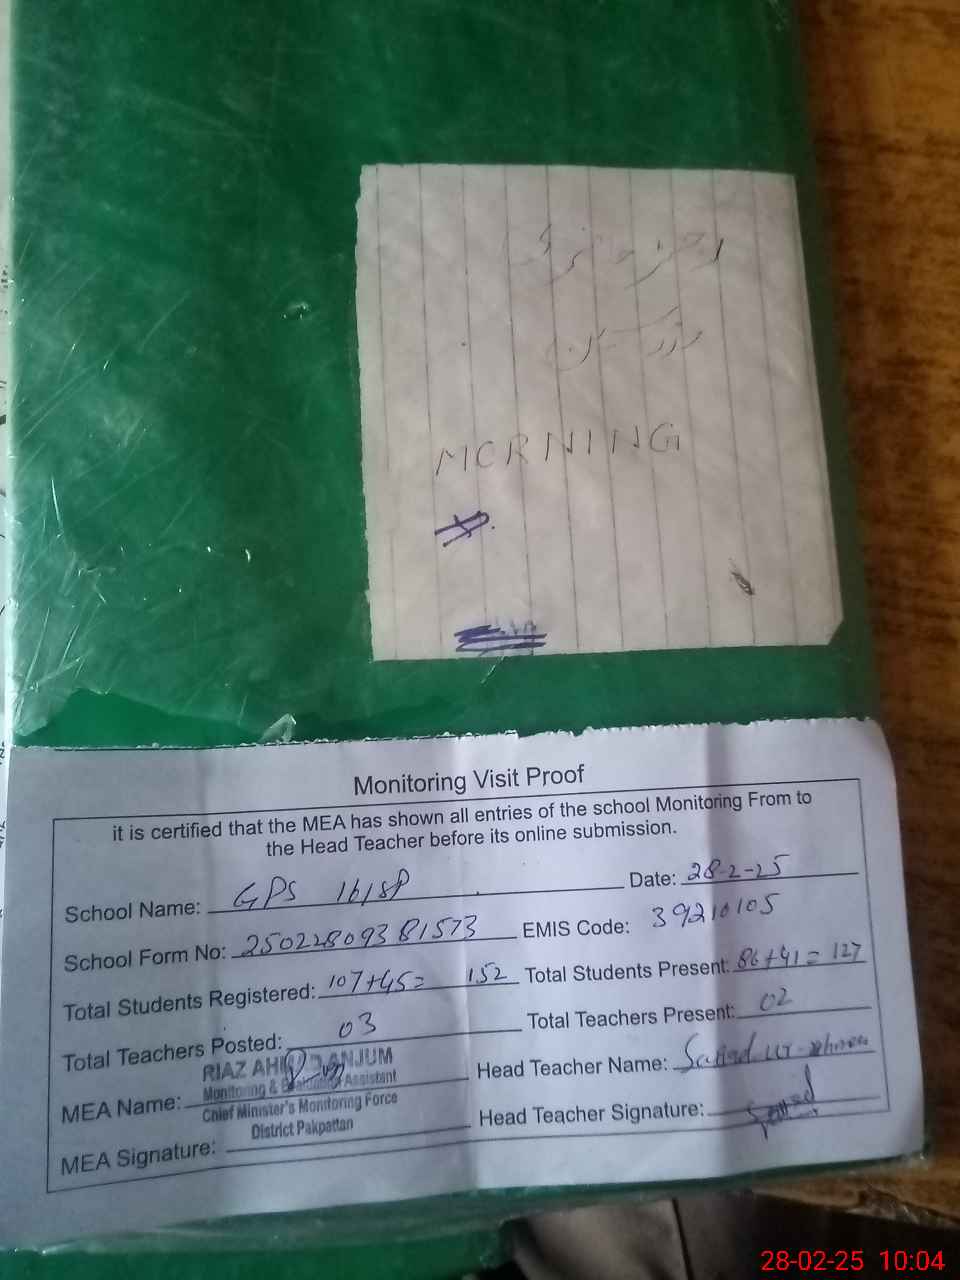 MORNING
Monitoring Visit Proof
it is certified that the MEA has shown all entries of the school Monitoring From to
the Head Teacher before its online submission.
School Name: GPS 16/SP Date: 28-2-25
School Form No: 25022809381573 EMIS Code: 39210105
Total Students Registered: 107+45= 152 Total Students Present: 86+41=127
Total Teachers Posted: 03 Total Teachers Present: 02
RIAZ AHMAD ANJUM
Monitoring & Evaluation Assistant
Chief Minister's Monitoring Force
District Pakpattan
MEA Name: Head Teacher Name:
MEA Signature: Head Teacher Signature:
28-02-25 10:04